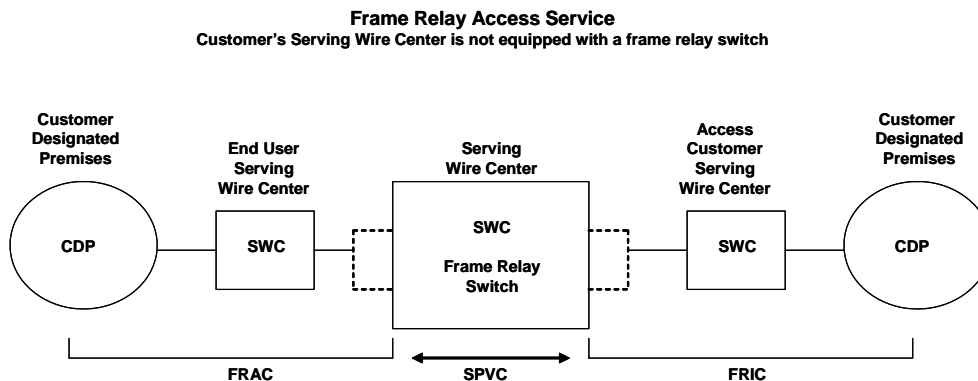 Frame Relay Access Service
Customer's Serving Wire Center is not equipped with a frame relay switch
Customer
Designated
Premises
End User
Serving
Wire Center
Serving
Wire Center
Access
Customer
Serving
Wire Center
Customer
Designated
Premises
CDP
SWC
SWC
Frame Relay
Switch
SWC
CDP
FRAC
SPVC
FRIC